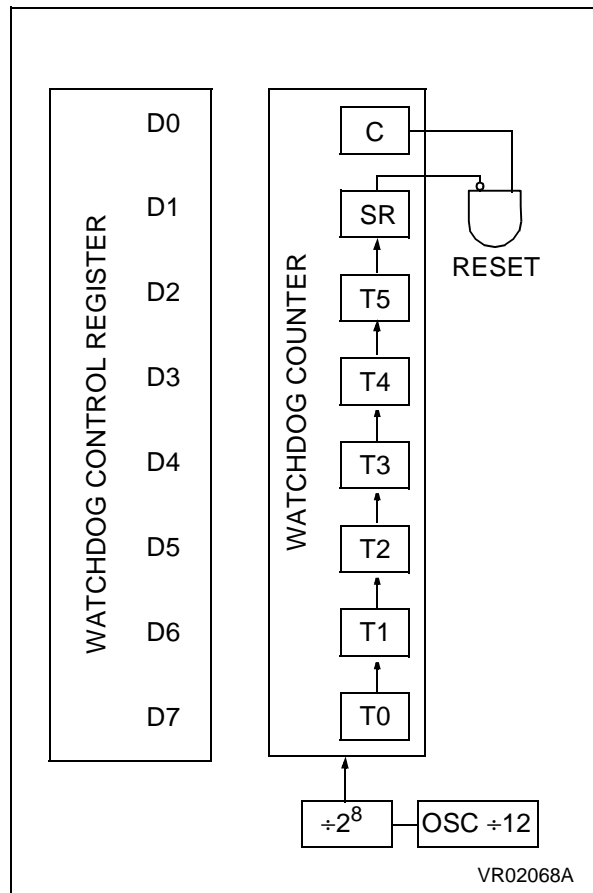 WATCHDOG CONTROL REGISTER
D0
D1
D2
D3
D4
D5
D6
D7
WATCHDOG COUNTER
C
SR
T5
T4
T3
T2
T1
T0
RESET
÷2⁸
OSC ÷12
VR02068A